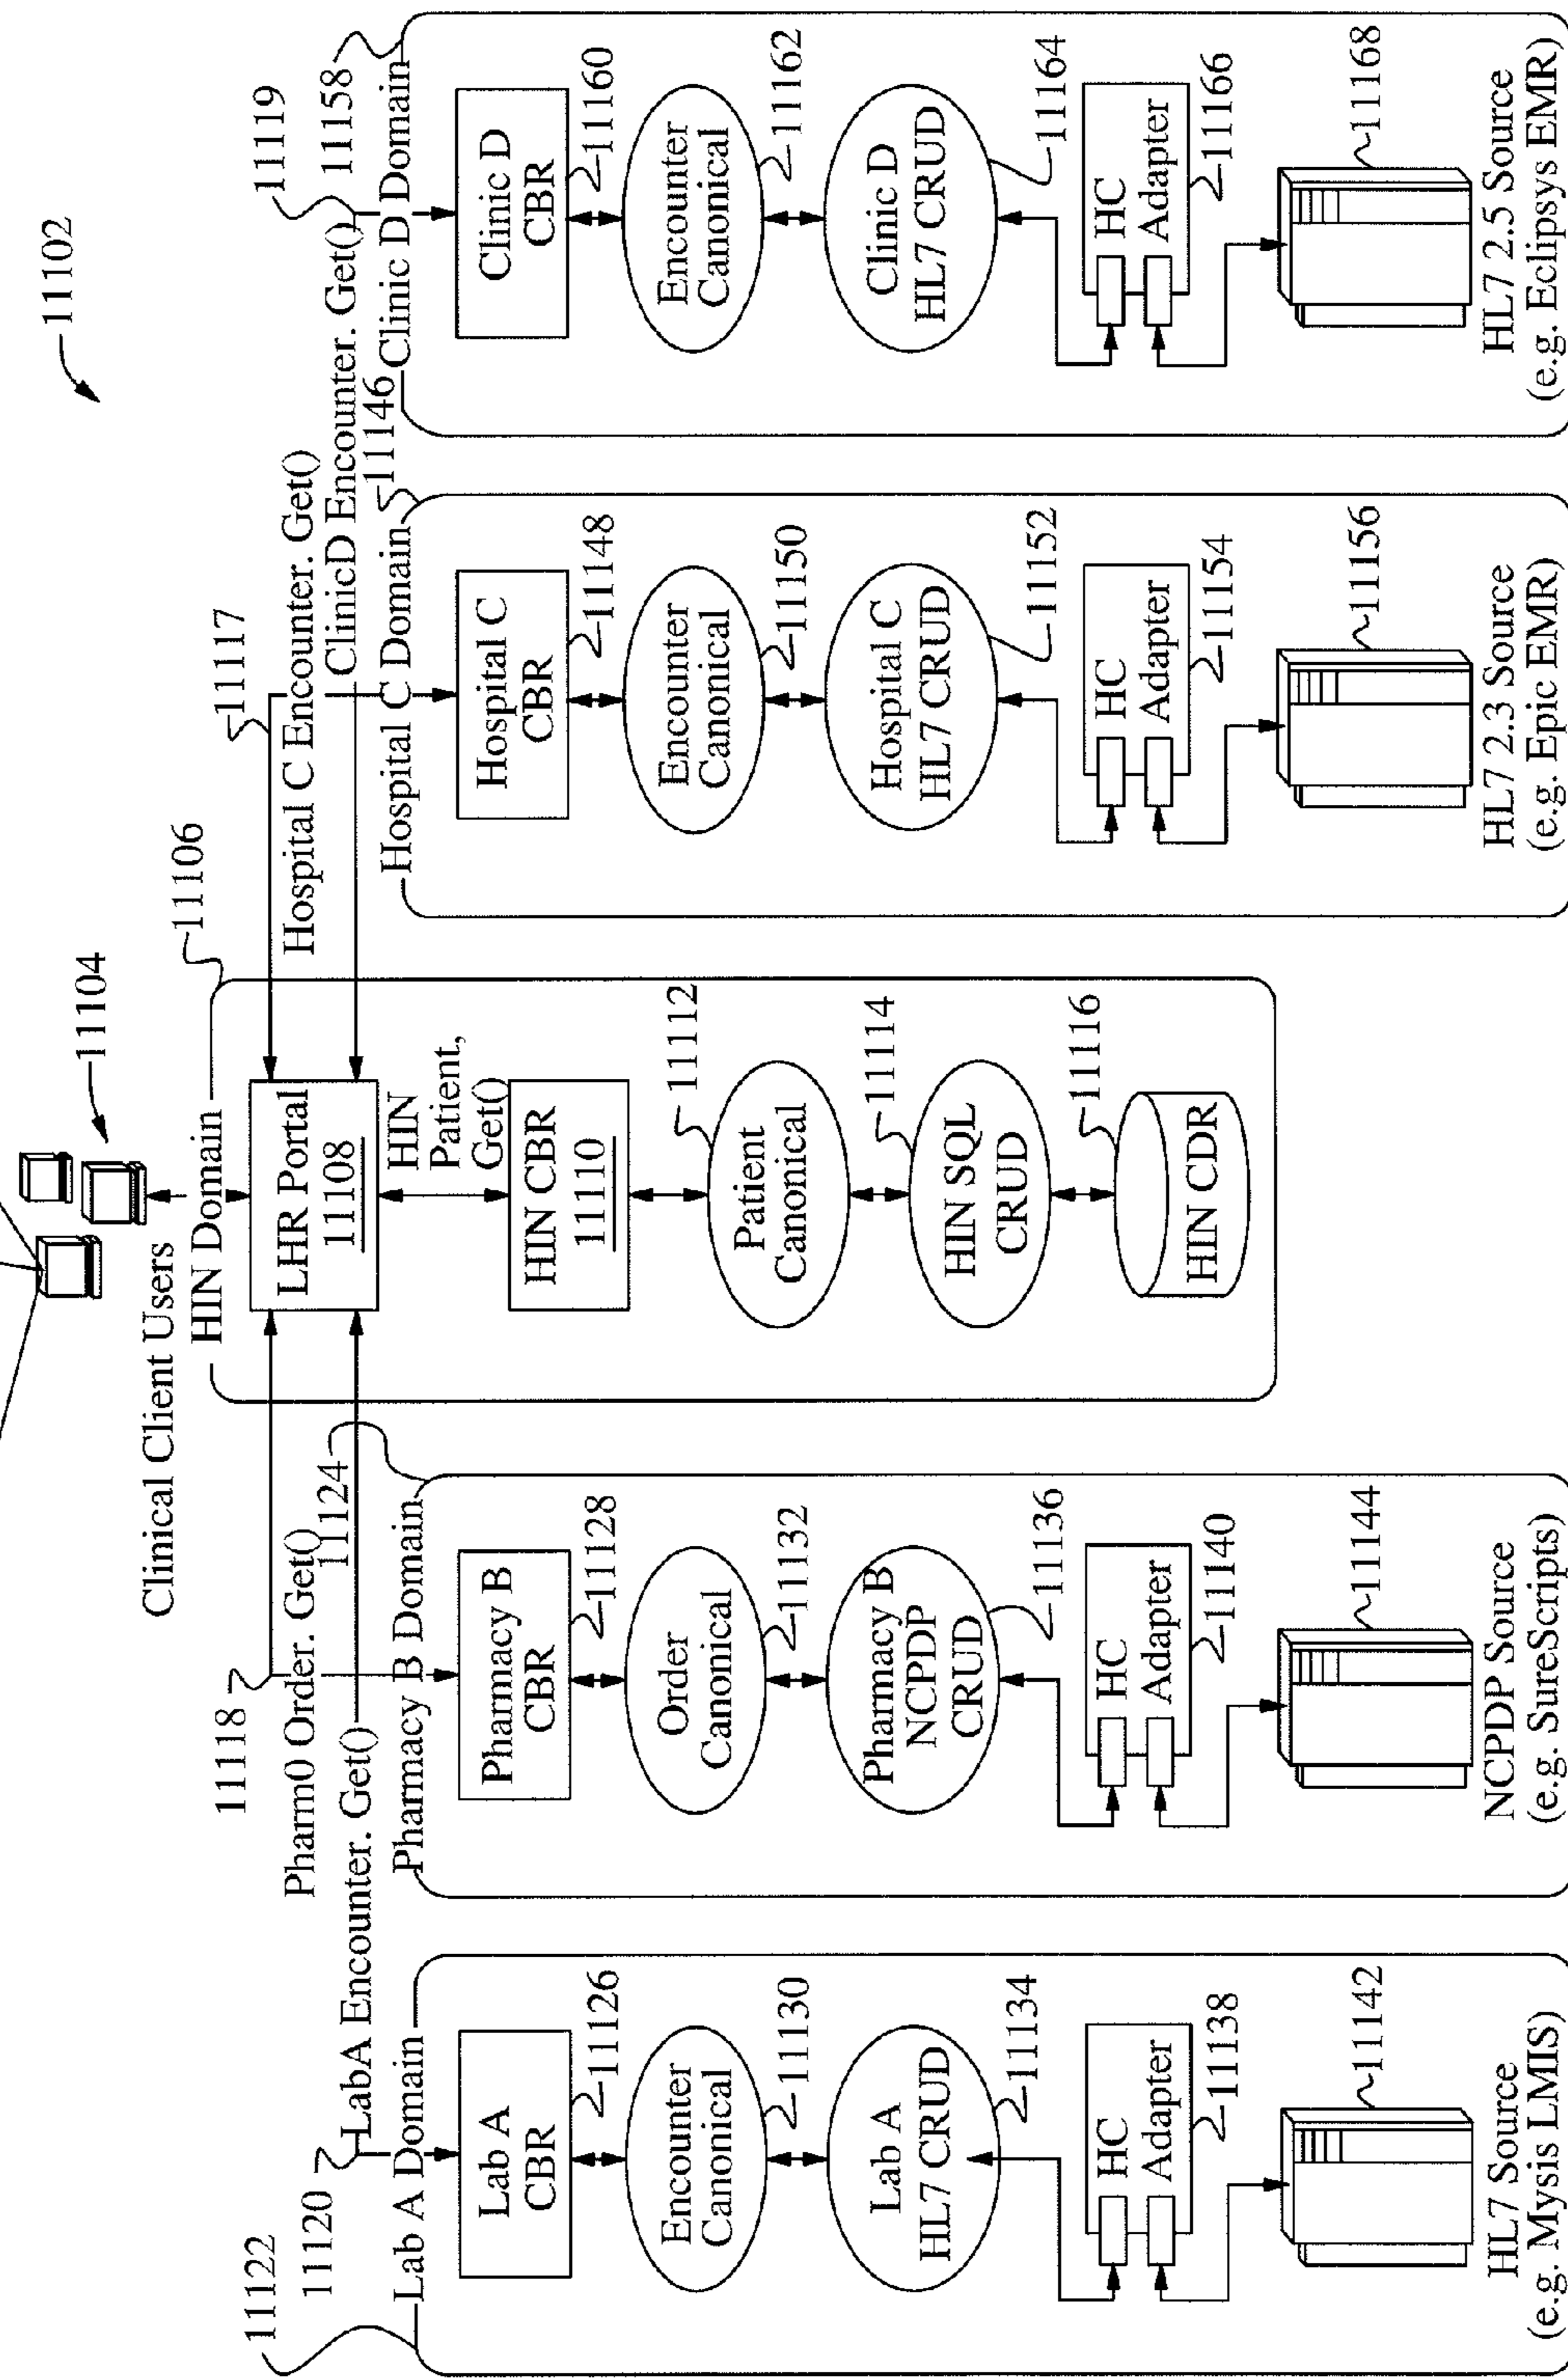 11102
11104
Clinical Client Users
HIN Domain
11106
LHR Portal
11108
HIN
Patient,
Get()
HIN CBR
11110
11112
Patient
Canonical
11114
HIN SQL
CRUD
11116
HIN CDR
11122
11120
LabA Encounter. Get()
Lab A Domain
Lab A
CBR
11126
Encounter
Canonical
11130
Lab A
HL7 CRUD
11134
HC
Adapter
11138
11142
HL7 Source
(e.g. Mysis LMIS)
11118
Pharm0 Order. Get()
11124
Pharmacy B Domain
Pharmacy B
CBR
11128
Order
Canonical
11132
Pharmacy B
NCPDP
CRUD
11136
HC
Adapter
11140
11144
NCPDP Source
(e.g. SureScripts)
11117
Hospital C Encounter. Get()
11146
Hospital C Domain
Hospital C
CBR
11148
Encounter
Canonical
11150
Hospital C
HL7 CRUD
11152
HC
Adapter
11154
11156
HL7 2.3 Source
(e.g. Epic EMR)
11119
ClinicD Encounter. Get()
11158
Clinic D Domain
Clinic D
CBR
11160
Encounter
Canonical
11162
Clinic D
HL7 CRUD
11164
HC
Adapter
11166
11168
HL7 2.5 Source
(e.g. Eclipsys EMR)